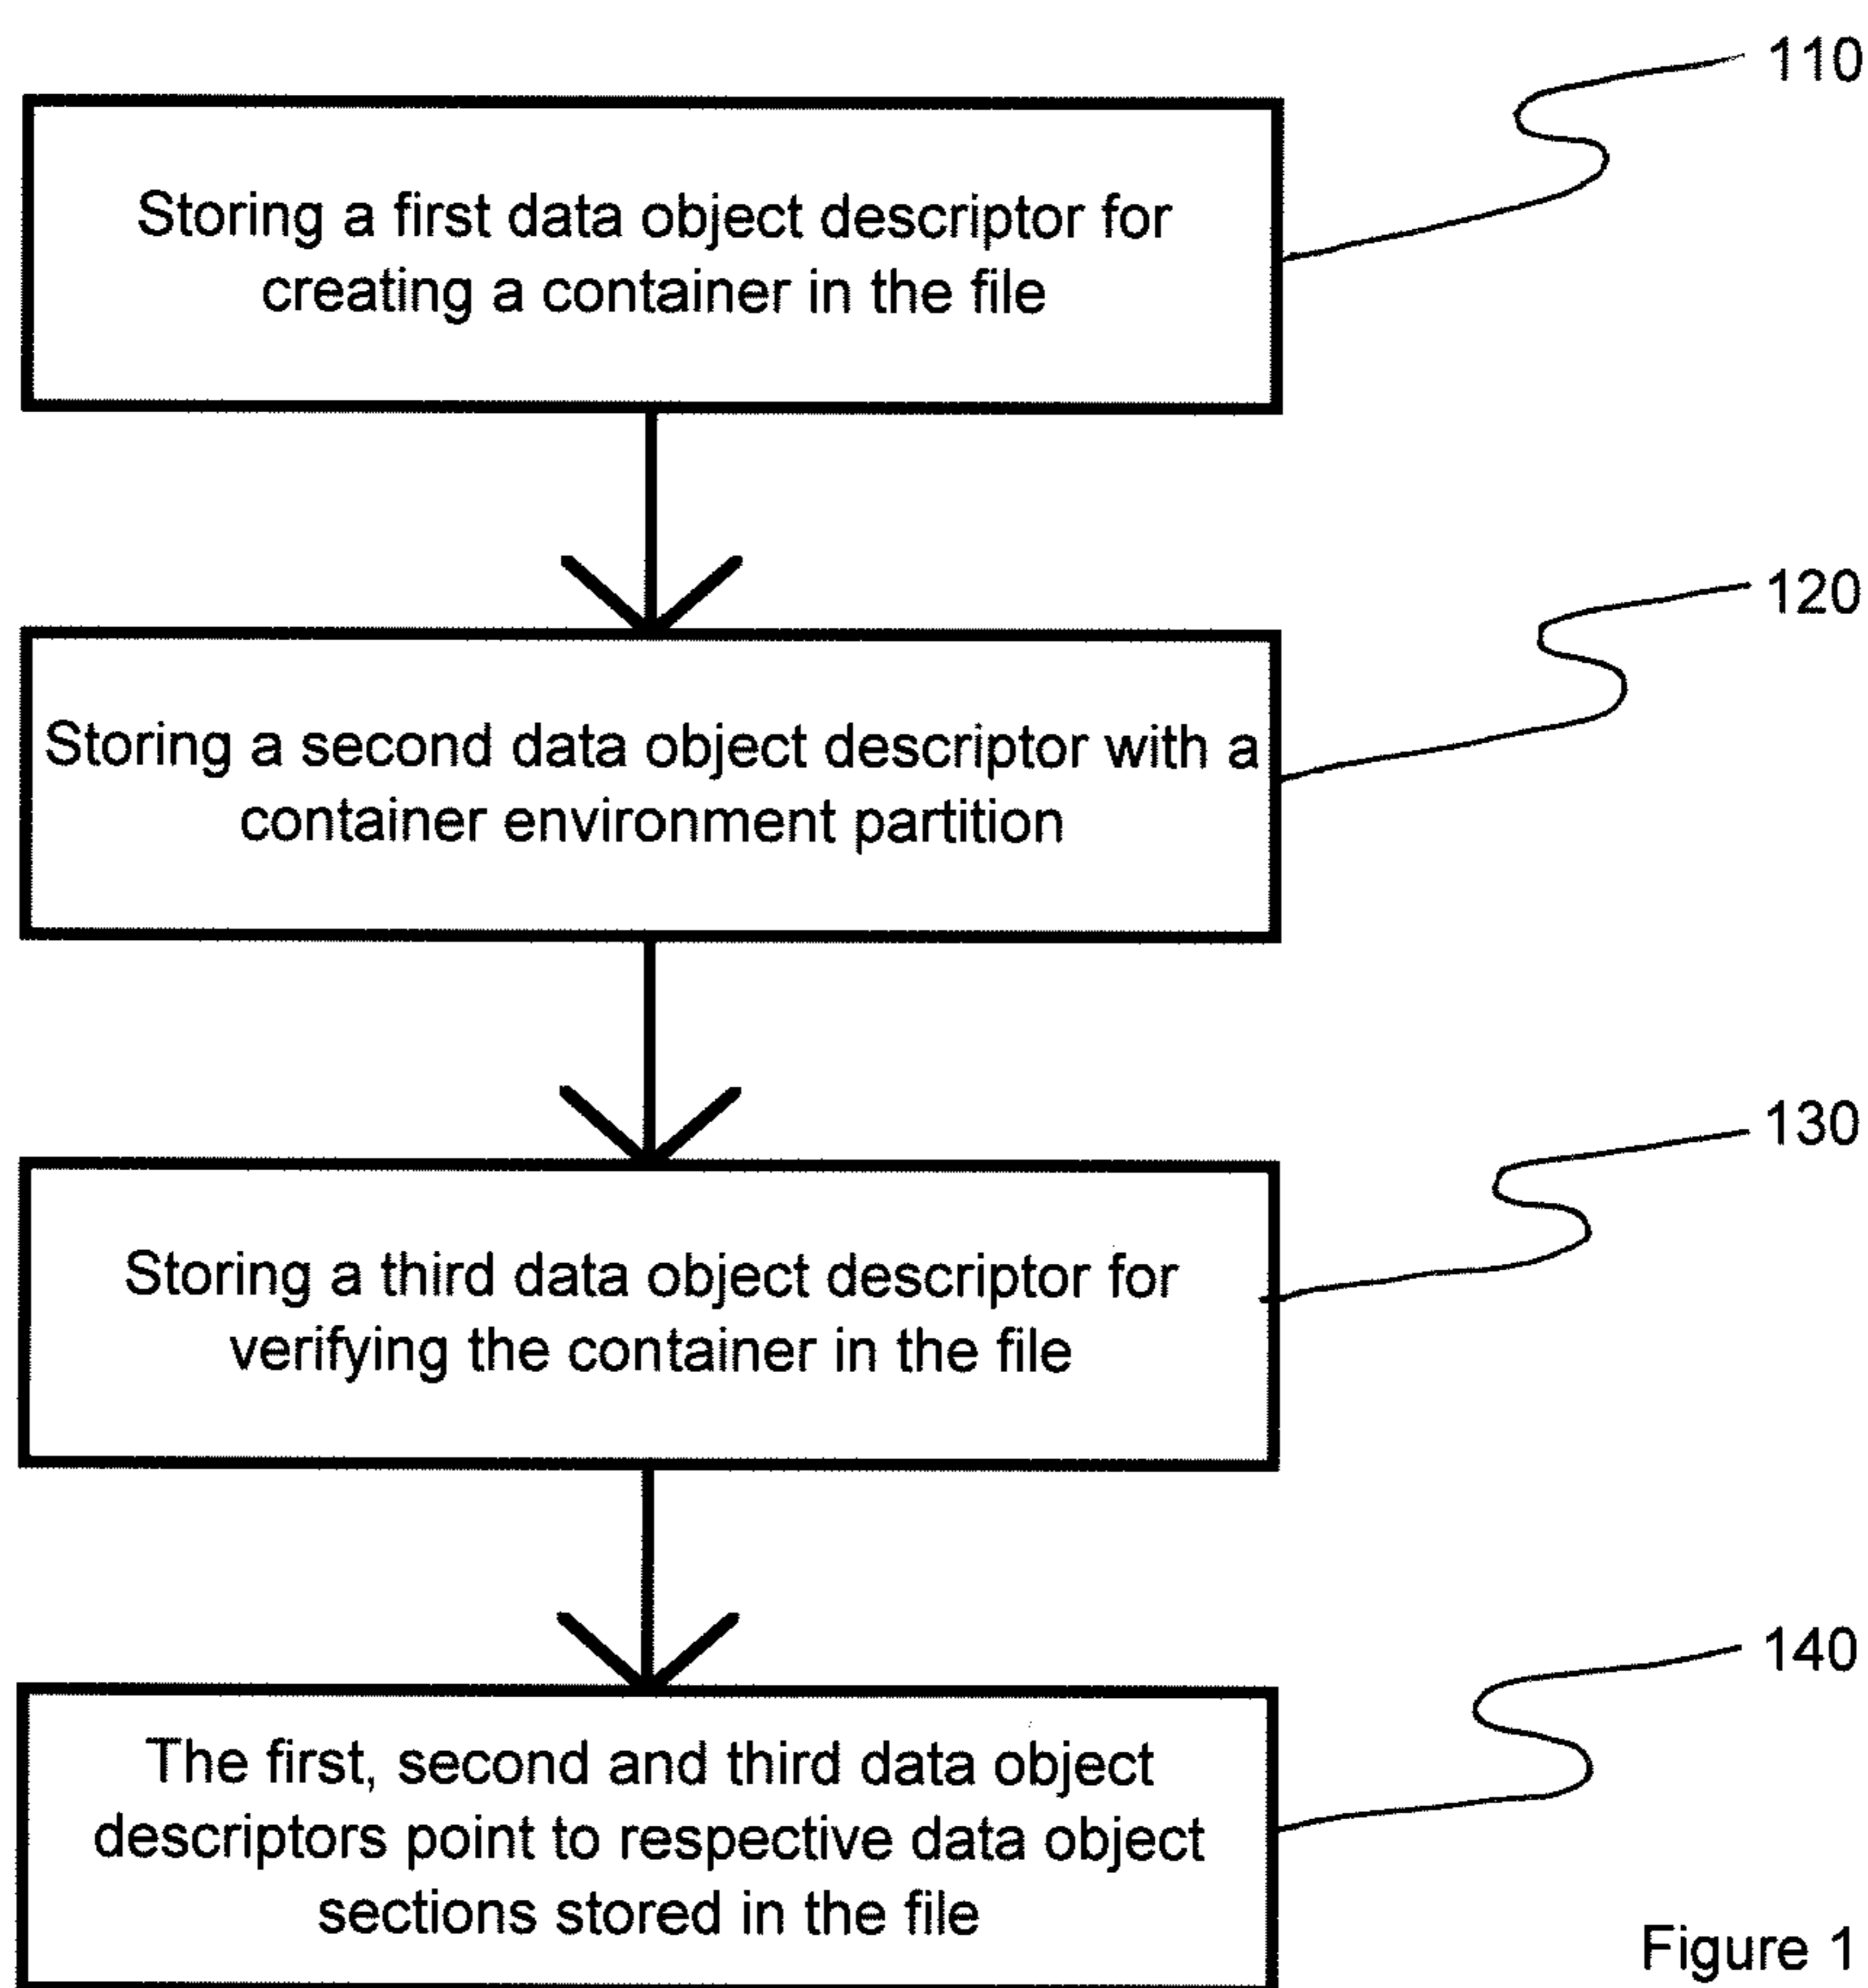 110
Storing a first data object descriptor for
creating a container in the file
120
Storing a second data object descriptor with a
container environment partition
130
Storing a third data object descriptor for
verifying the container in the file
140
The first, second and third data object
descriptors point to respective data object
sections stored in the file
Figure 1